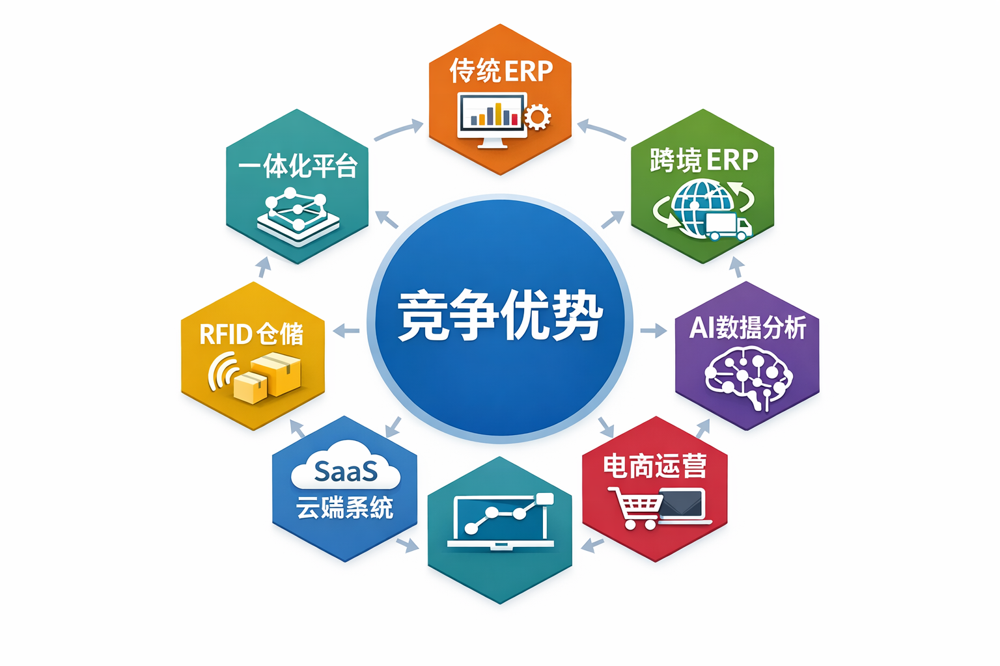 传统ERP
一体化平台
跨境ERP
竞争优势
RFID仓储
AI数据分析
SaaS
云端系统
电商运营